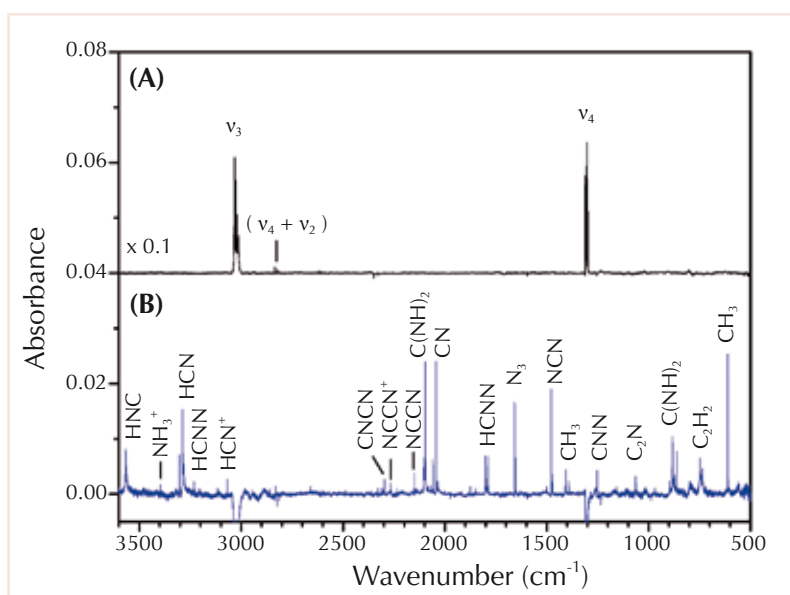 (A)
ν₃
ν₄
( ν₄ + ν₂ )
x 0.1
(B)
HNC
NH₃⁺
HCN
HCNN
HCN⁺
CNCN
NCCN⁺
NCCN
C(NH)₂
CN
HCNN
N₃
NCN
CH₃
CNN
C₂N
C(NH)₂
C₂H₂
CH₃
0.08
0.06
0.04
0.02
0.00
Absorbance
3500 3000 2500 2000 1500 1000 500
Wavenumber (cm⁻¹)